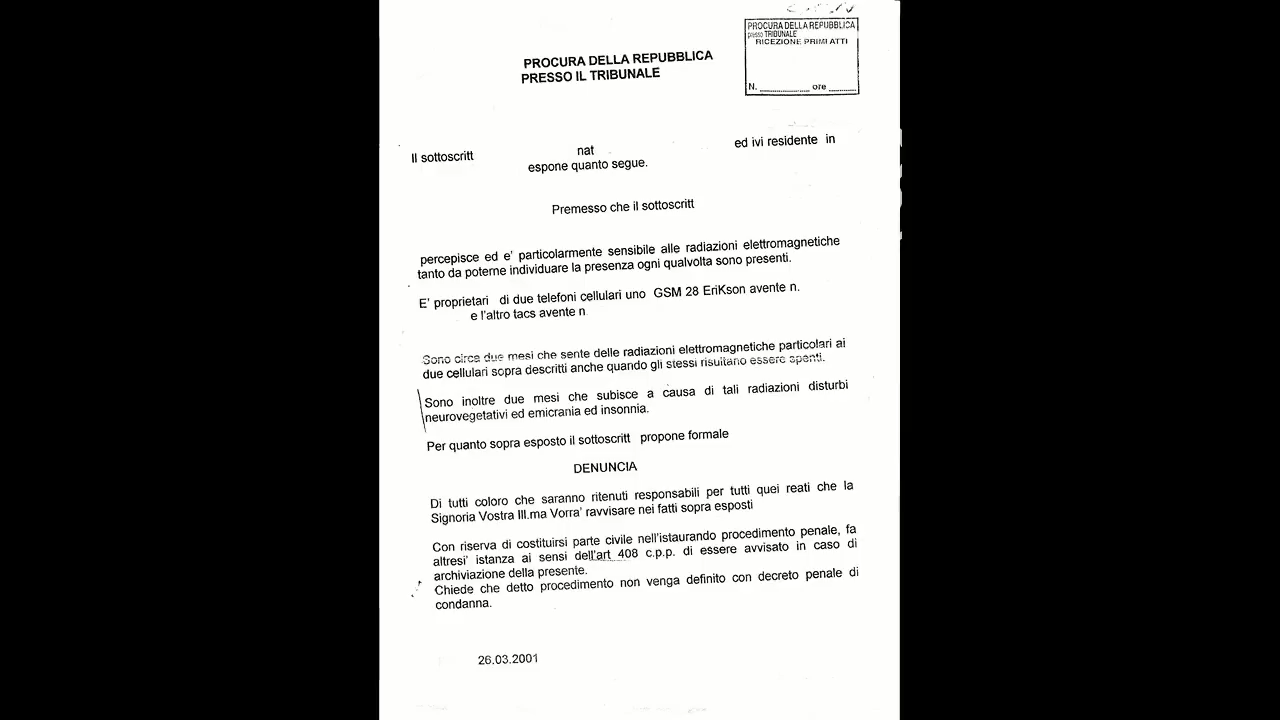 PROCURA DELLA REPUBBLICA
presso TRIBUNALE
RICEZIONE PRIMI ATTI
N. ............... ore ........
PROCURA DELLA REPUBBLICA
PRESSO IL TRIBUNALE
Il sottoscritt nat ed ivi residente in
espone quanto segue.
Premesso che il sottoscritt
percepisce ed e' particolarmente sensibile alle radiazioni elettromagnetiche
tanto da poterne individuare la presenza ogni qualvolta sono presenti.
E' proprietari di due telefoni cellulari uno GSM 28 EriKson avente n.
e l'altro tacs avente n
Sono circa due mesi che sente delle radiazioni elettromagnetiche particolari ai
due cellulari sopra descritti anche quando gli stessi risultano essere spenti.
Sono inoltre due mesi che subisce a causa di tali radiazioni disturbi
neurovegetativi ed emicrania ed insonnia.
Per quanto sopra esposto il sottoscritt propone formale
DENUNCIA
Di tutti coloro che saranno ritenuti responsabili per tutti quei reati che la
Signoria Vostra Ill.ma Vorra' ravvisare nei fatti sopra esposti
Con riserva di costituirsi parte civile nell'istaurando procedimento penale, fa
altresi' istanza ai sensi dell'art 408 c.p.p. di essere avvisato in caso di
archiviazione della presente.
Chiede che detto procedimento non venga definito con decreto penale di
condanna.
26.03.2001